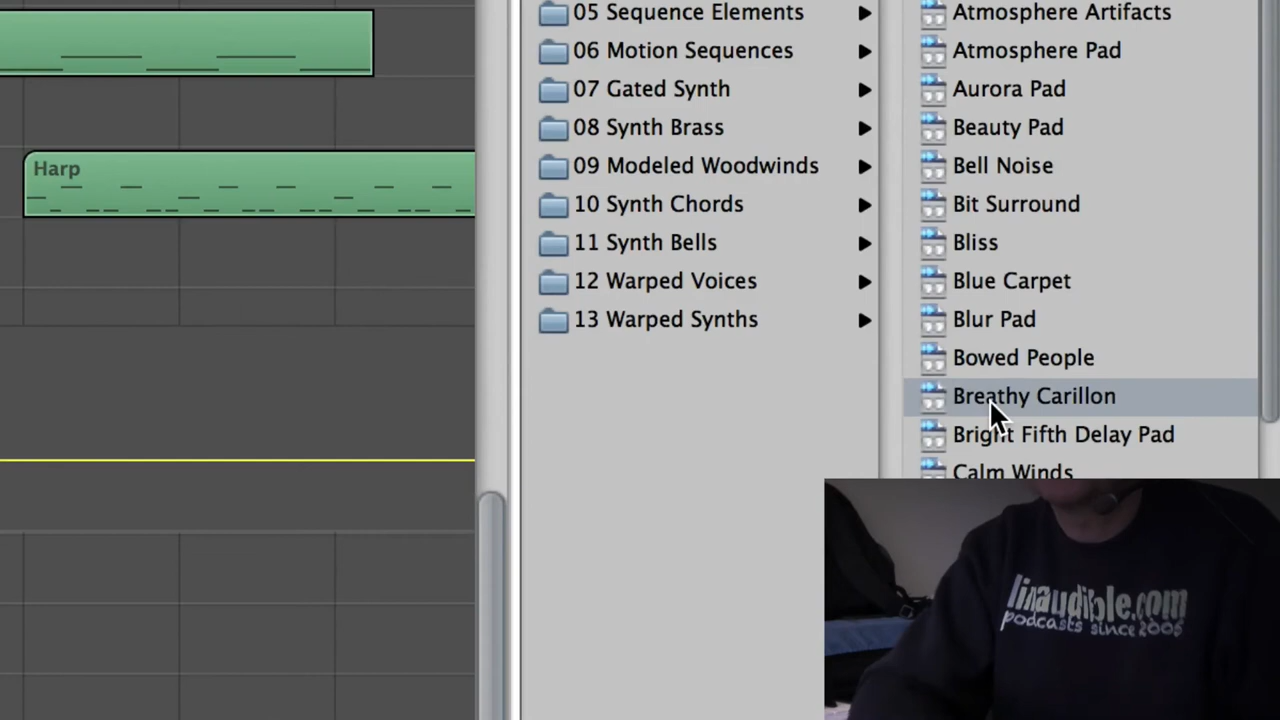 05 Sequence Elements
06 Motion Sequences
07 Gated Synth
08 Synth Brass
09 Modeled Woodwinds
10 Synth Chords
11 Synth Bells
12 Warped Voices
13 Warped Synths
Atmosphere Artifacts
Atmosphere Pad
Aurora Pad
Beauty Pad
Bell Noise
Bit Surround
Bliss
Blue Carpet
Blur Pad
Bowed People
Breathy Carillon
Bright Fifth Delay Pad
Calm Winds
Harp
podcasts since 2005